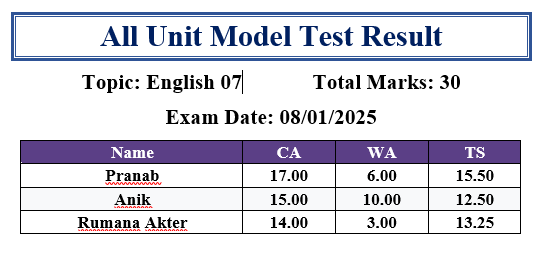 All Unit Model Test Result
Topic: English 07 Total Marks: 30
Exam Date: 08/01/2025
Name CA WA TS
Pranab 17.00 6.00 15.50
Anik 15.00 10.00 12.50
Rumana Akter 14.00 3.00 13.25